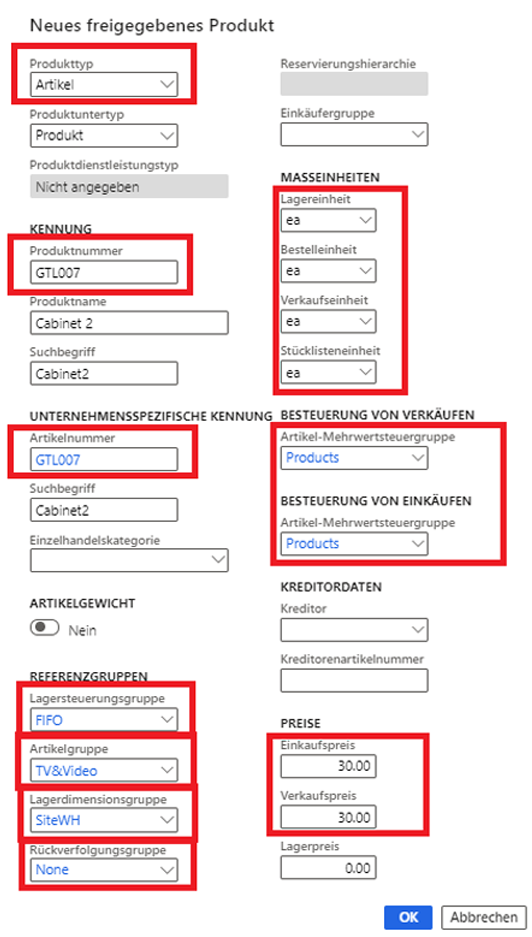 Neues freigegebenes Produkt
Produkttyp
Artikel
Produktuntertyp
Produkt
Produktdienstleistungstyp
Nicht angegeben
KENNUNG
Produktnummer
GTL007
Produktname
Cabinet 2
Suchbegriff
Cabinet2
UNTERNEHMENSSPEZIFISCHE KENNUNG
Artikelnummer
GTL007
Suchbegriff
Cabinet2
Einzelhandelskategorie
ARTIKELGEWICHT
Nein
REFERENZGRUPPEN
Lagersteuerungsgruppe
FIFO
Artikelgruppe
TV&Video
Lagerdimensionsgruppe
SiteWH
Rückverfolgungsgruppe
None
Reservierungshierarchie
Einkäufergruppe
MASSEINHEITEN
Lagereinheit
ea
Bestelleinheit
ea
Verkaufseinheit
ea
Stücklisteneinheit
ea
BESTEUERUNG VON VERKÄUFEN
Artikel-Mehrwertsteuergruppe
Products
BESTEUERUNG VON EINKÄUFEN
Artikel-Mehrwertsteuergruppe
Products
KREDITORDATEN
Kreditor
Kreditorenartikelnummer
PREISE
Einkaufspreis
30.00
Verkaufspreis
30.00
Lagerpreis
0.00
OK
Abbrechen